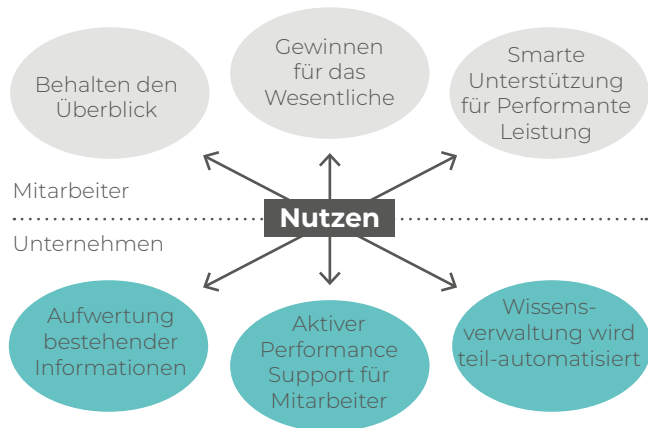 Behalten den
Überblick
Gewinnen
für das
Wesentliche
Smarte
Unterstützung
für Performante
Leistung
Mitarbeiter
Nutzen
Unternehmen
Aufwertung
bestehender
Informationen
Aktiver
Performance
Support für
Mitarbeiter
Wissens-
verwaltung wird
teil-automatisiert